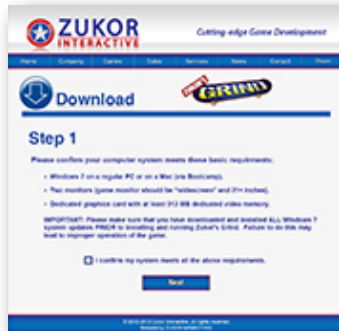 ZUKOR
INTERACTIVE
Cutting-edge Game Development
Home Company Games Sales Services News Contact
Download
GRIND
Step 1
Please confirm your computer system meets these basic requirements:
• Windows 7 on a regular PC or on a Mac (via Bootcamp).
• Two monitors (game monitor should be "widescreen" and 21+ inches).
• Dedicated graphics card with at least 512 MB dedicated video memory.
IMPORTANT: Please make sure that you have downloaded and installed ALL Windows 7
system updates PRIOR to installing and running Zukor's Grind. Failure to do this may
lead to improper operation of the game.
I confirm my system meets all the above requirements.
Next